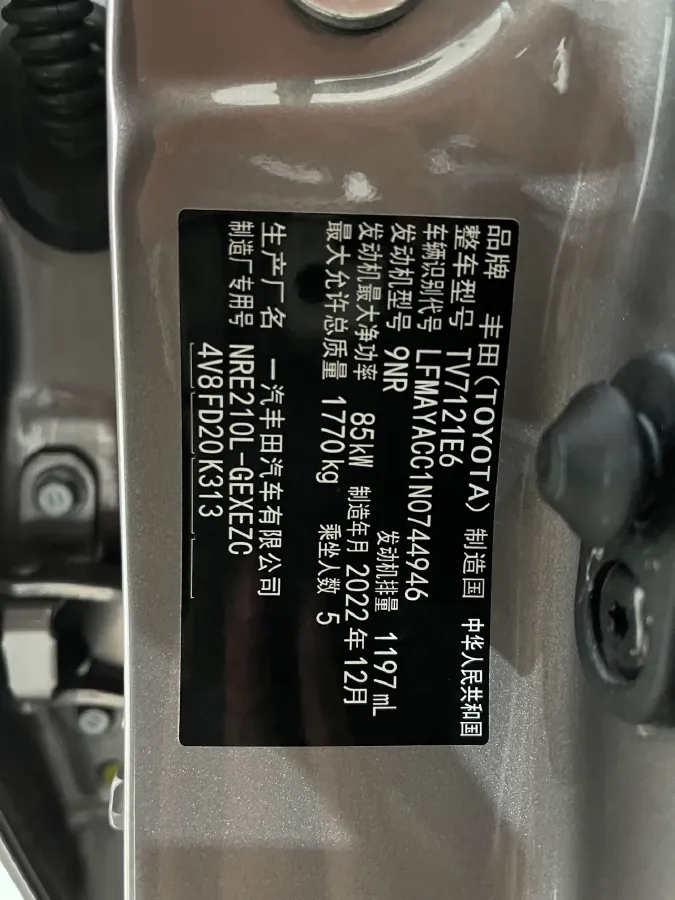 品牌 丰田(TOYOTA) 制造国 中华人民共和国
整车型号 TV7121E6
车辆识别代号 LFMAYACC1N0744946
发动机型号 9NR 发动机排量 1197 mL
发动机最大净功率 85kW 制造年月 2022年12月
最大允许总质量 1770kg 乘坐人数 5
生产厂名 一汽丰田汽车有限公司
制造厂专用号 NRE210L-GEXEZC
4V8FD20K313